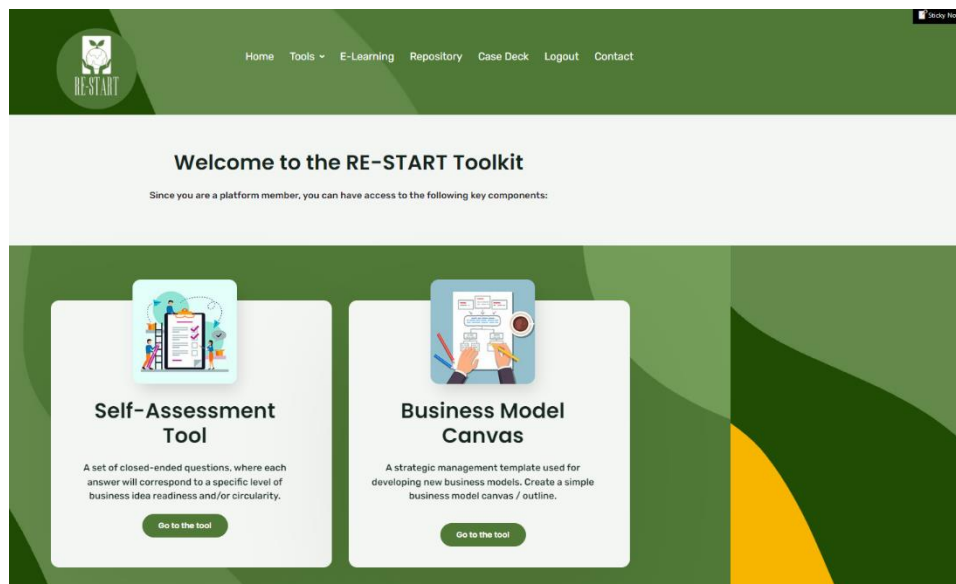 Sticky No
RE-START
Home Tools E-Learning Repository Case Deck Logout Contact
Welcome to the RE-START Toolkit
Since you are a platform member, you can have access to the following key components:
Self-Assessment
Tool
A set of closed-ended questions, where each
answer will correspond to a specific level of
business idea readiness and/or circularity.
Go to the tool
Business Model
Canvas
A strategic management template used for
developing new business models. Create a simple
business model canvas / outline.
Go to the tool